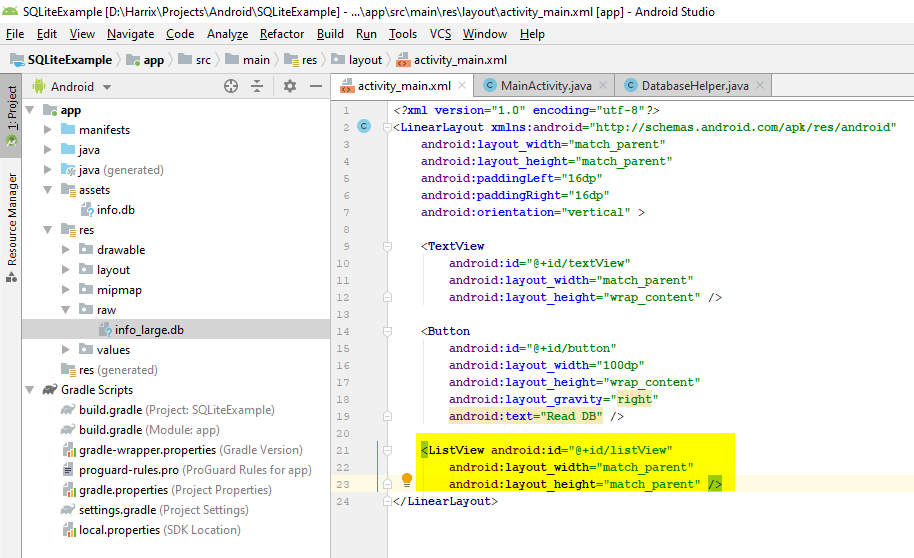 SQLiteExample [D:\Harrix\Projects\Android\SQLiteExample] - ...\app\src\main\res\layout\activity_main.xml [app] - Android Studio
File Edit View Navigate Code Analyze Refactor Build Run Tools VCS Window Help
SQLiteExample app src main res layout activity_main.xml
1: Project
Resource Manager
Android
app
manifests
java
java (generated)
assets
info.db
res
drawable
layout
mipmap
raw
info_large.db
values
res (generated)
Gradle Scripts
build.gradle (Project: SQLiteExample)
build.gradle (Module: app)
gradle-wrapper.properties (Gradle Version)
proguard-rules.pro (ProGuard Rules for app)
gradle.properties (Project Properties)
settings.gradle (Project Settings)
local.properties (SDK Location)
activity_main.xml MainActivity.java DatabaseHelper.java
1 <?xml version="1.0" encoding="utf-8"?>
2 C <LinearLayout xmlns:android="http://schemas.android.com/apk/res/android"
3 android:layout_width="match_parent"
4 android:layout_height="match_parent"
5 android:paddingLeft="16dp"
6 android:paddingRight="16dp"
7 android:orientation="vertical" >
8
9 <TextView
10 android:id="@+id/textView"
11 android:layout_width="match_parent"
12 android:layout_height="wrap_content" />
13
14 <Button
15 android:id="@+id/button"
16 android:layout_width="100dp"
17 android:layout_height="wrap_content"
18 android:layout_gravity="right"
19 android:text="Read DB" />
20
21 <ListView android:id="@+id/listView"
22 android:layout_width="match_parent"
23 android:layout_height="match_parent" />
24 </LinearLayout>